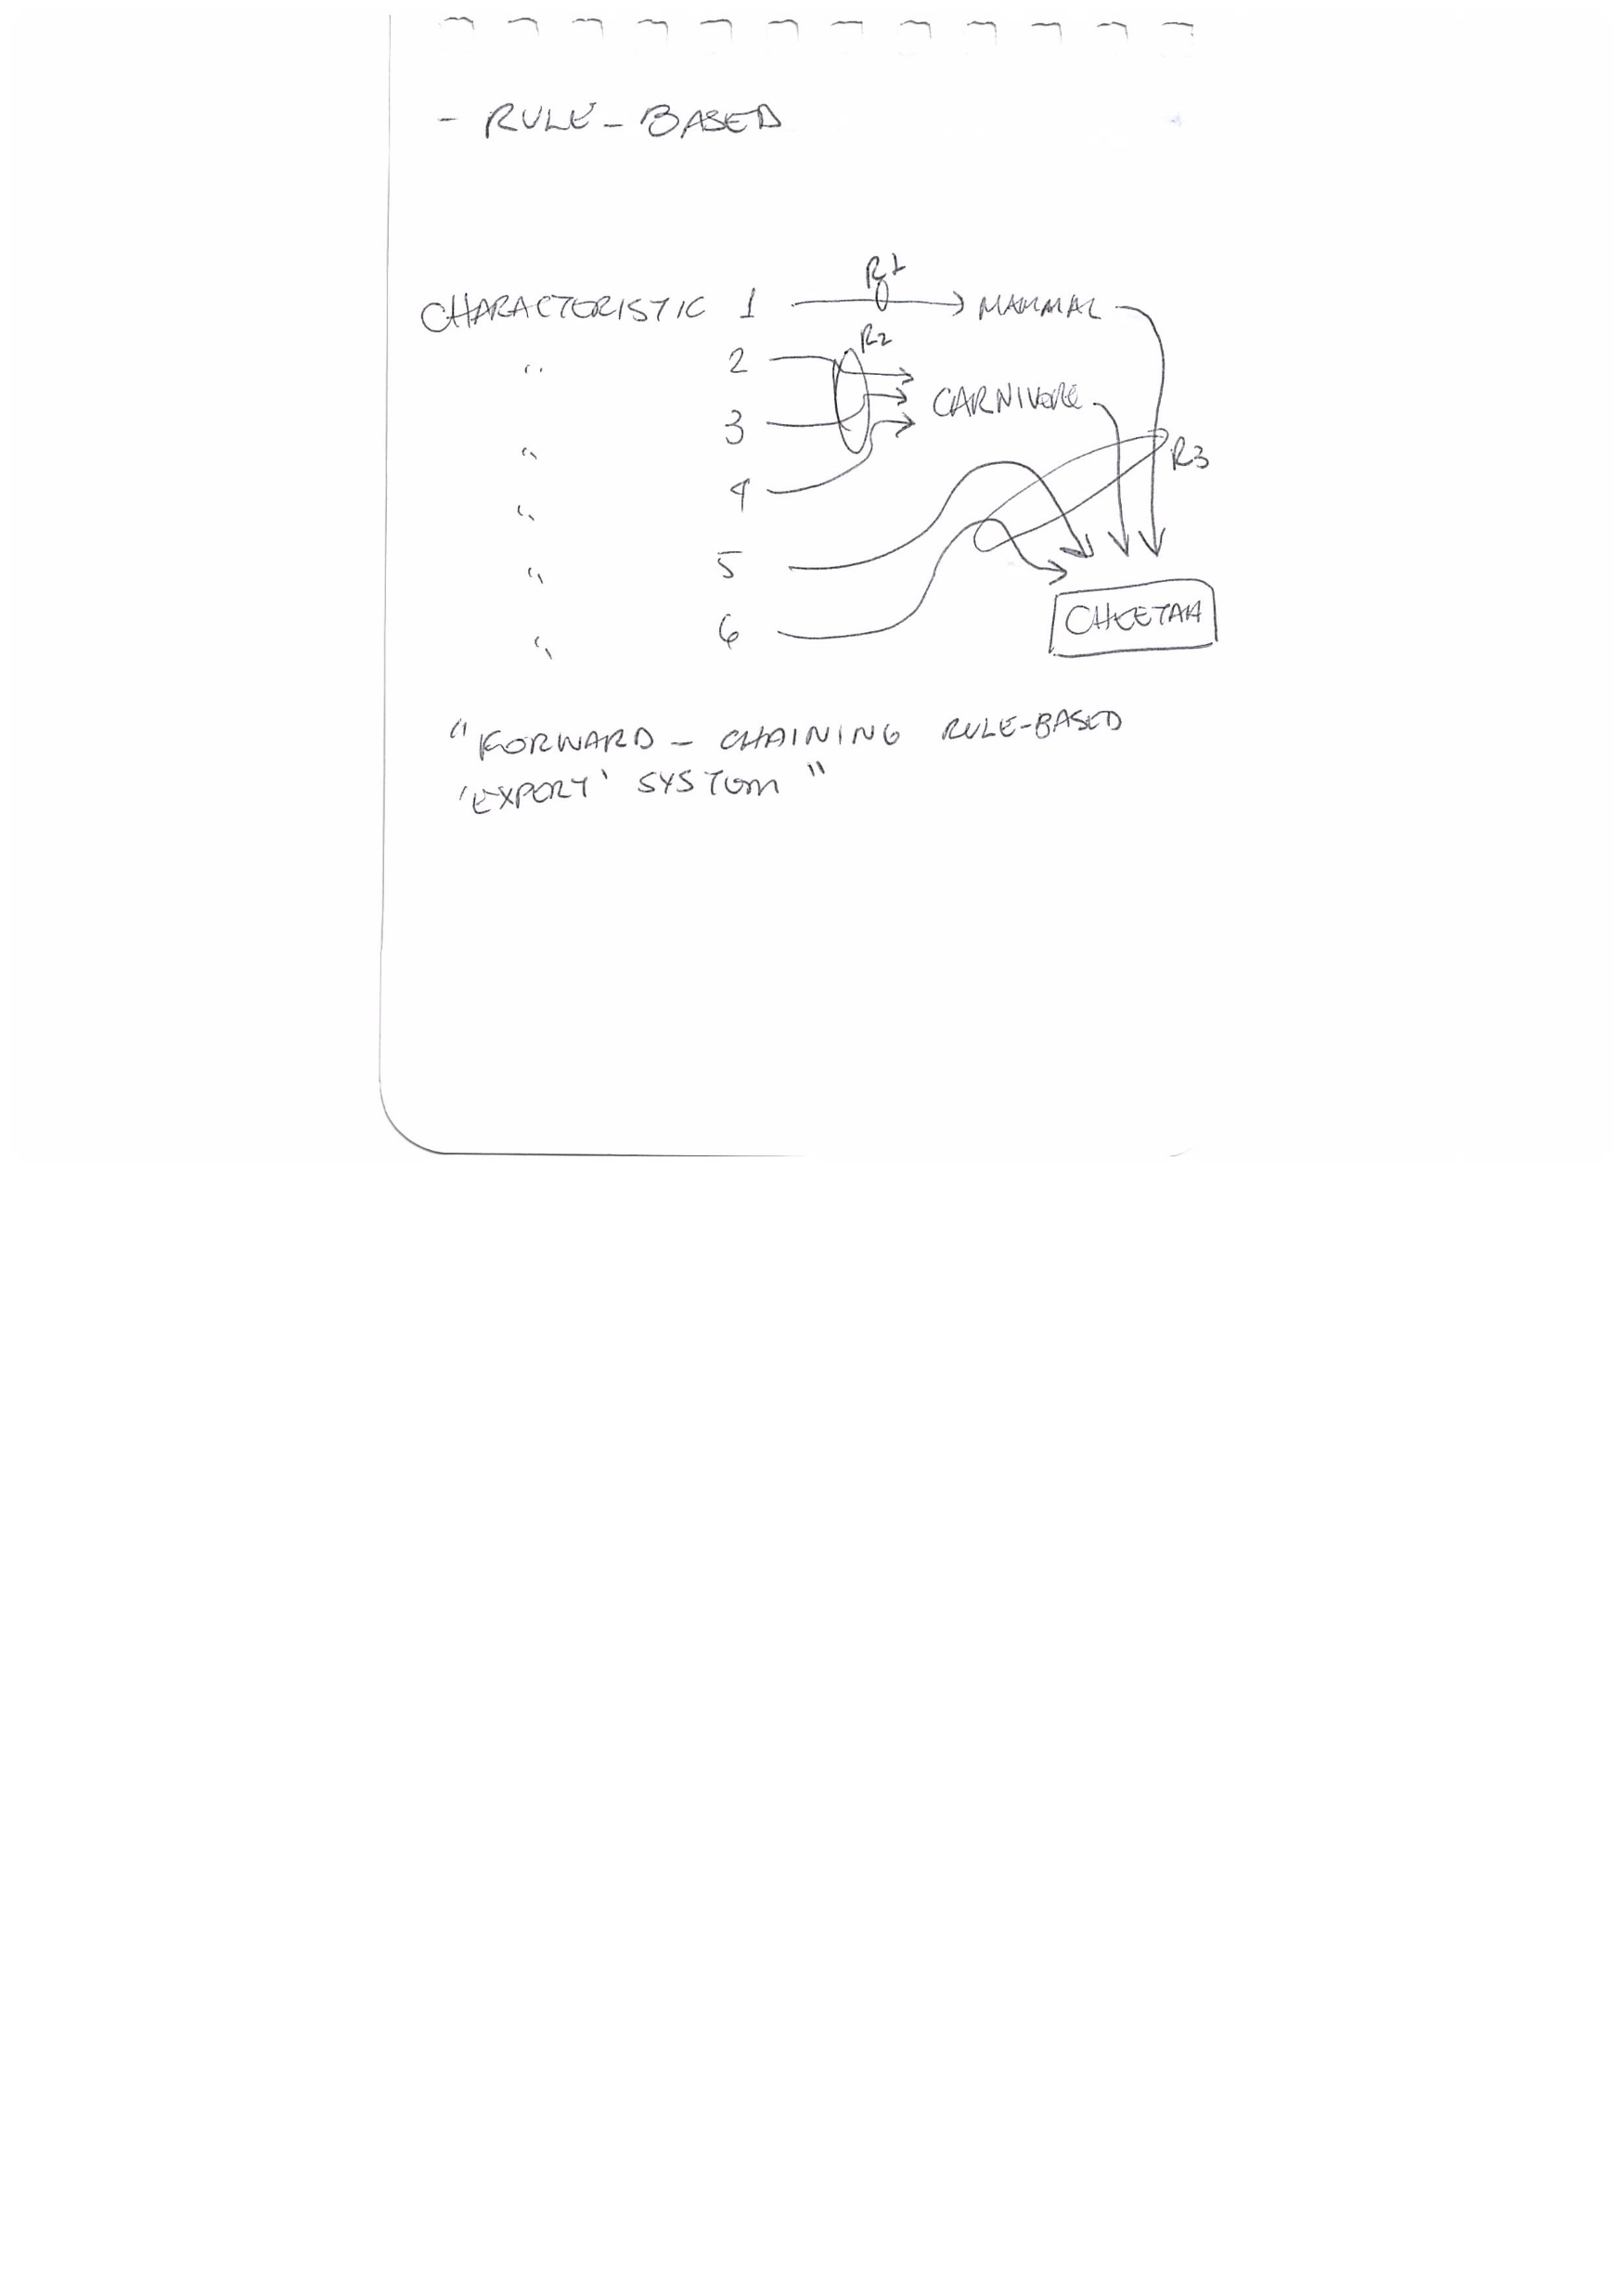 - RULE-BASED
R1
CHARACTERISTIC 1 MAMMAL
R2
" 2
CARNIVORE
" 3
R3
" 4
" 5
" 6
CHEETAH
"FORWARD-CHAINING RULE-BASED
'EXPERT' SYSTEM"